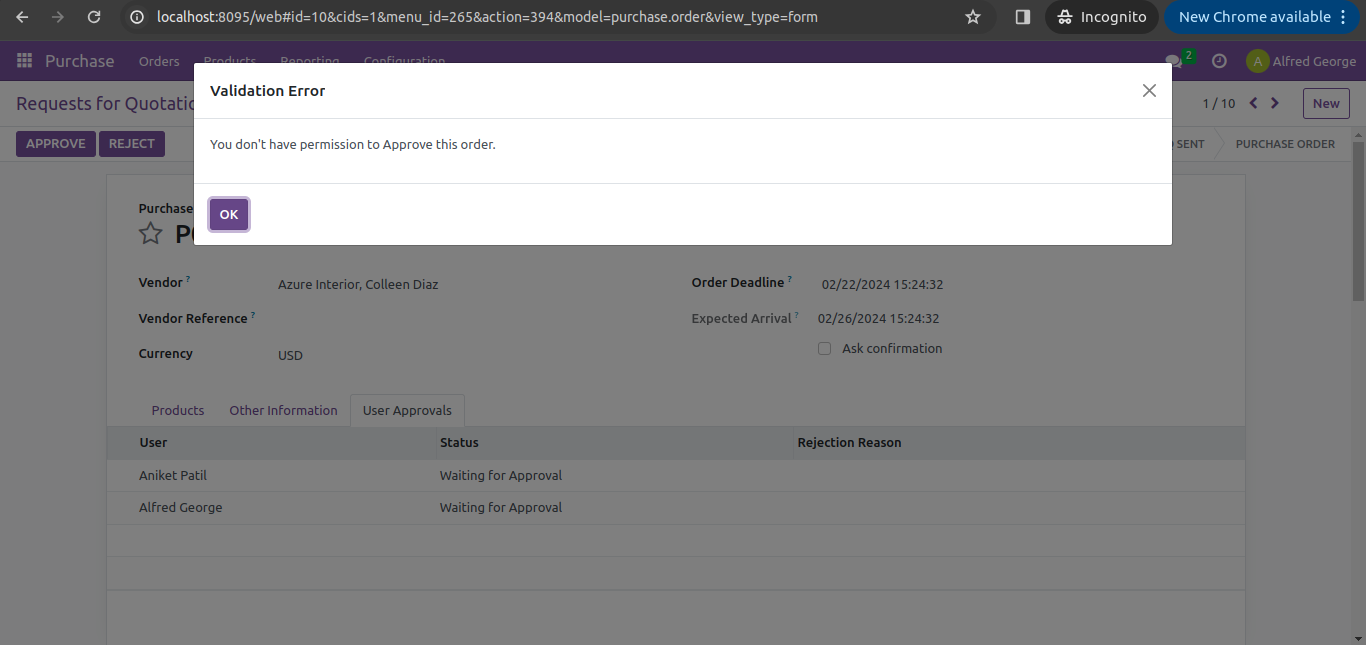 localhost:8095/web#id=10&cids=1&menu_id=265&action=394&model=purchase.order&view_type=form
Incognito
New Chrome available
Purchase
Orders
Products
Reporting
Configuration
2
A
Alfred George
Requests for
1 / 10
New
APPROVE
REJECT
SENT
PURCHASE ORDER
Validation Error
You don't have permission to Approve this order.
OK
Purchase
Vendor ?
Azure Interior, Colleen Diaz
Order Deadline ?
02/22/2024 15:24:32
Vendor Reference ?
Expected Arrival ?
02/26/2024 15:24:32
Currency
USD
Ask confirmation
Products
Other Information
User Approvals
User
Status
Rejection Reason
Aniket Patil
Waiting for Approval
Alfred George
Waiting for Approval